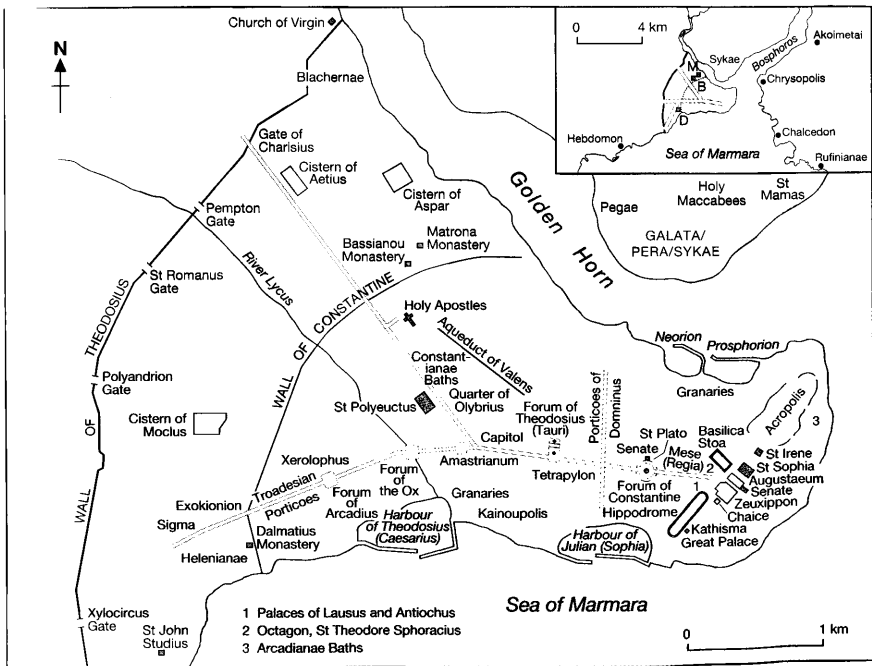 Church of Virgin
N
Blachernae
Gate of
Charisius
Cistern of
Aetius
Cistern of
Aspar
Pempton
Gate
Bassianou
Monastery
Matrona
Monastery
River Lycus
St Romanus
Gate
Golden Horn
0 4 km
Sykae
Bosphoros
Akoimetai
M
B
D
Chrysopolis
Chalcedon
Hebdomon
Rufinianae
Sea of Marmara
Pegae
Holy
Maccabees
St
Mamas
GALATA/
PERA/SYKAE
WALL OF THEODOSIUS
WALL OF CONSTANTINE
Holy Apostles
Aqueduct of Valens
Constant-
ianae
Baths
Polyandrion
Gate
Cistern of
Moclus
St Polyeuctus
Quarter of
Olybrius
Neorion
Prosphorion
Granaries
Acropolis
3
Forum of
Theodosius
(Tauri)
Porticoes of
Domninus
Capitol
St Plato
Senate
Mese
(Regia)
Basilica
Stoa
2
St Irene
St Sophia
Augustaeum
Senate
Zeuxippon
Chaice
Xerolophus
Amastrianum
Tetrapylon
Forum of
Constantine
1
Hippodrome
Kathisma
Great Palace
Exokionion
Troadesian
Porticoes
Sigma
Forum
of
Arcadius
Forum
of
the Ox
Granaries
Kainoupolis
Harbour
of Theodosius
(Caesarius)
Harbour of
Julian (Sophia)
Dalmatius
Monastery
Helenianae
Xylocircus
Gate
St John
Studius
Sea of Marmara
1 Palaces of Lausus and Antiochus
2 Octagon, St Theodore Sphoracius
3 Arcadianae Baths
0 1 km